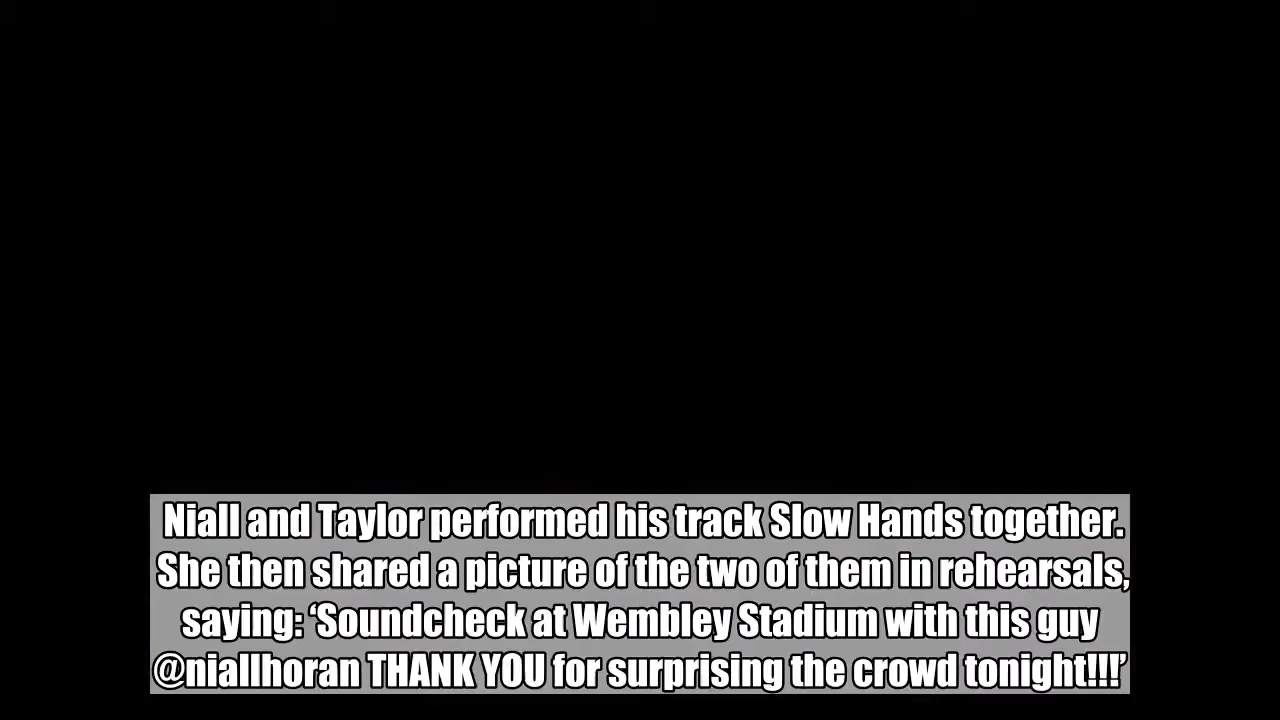 Niall and Taylor performed his track Slow Hands together.
She then shared a picture of the two of them in rehearsals,
saying: ‘Soundcheck at Wembley Stadium with this guy
@niallhoran THANK YOU for surprising the crowd tonight!!!’